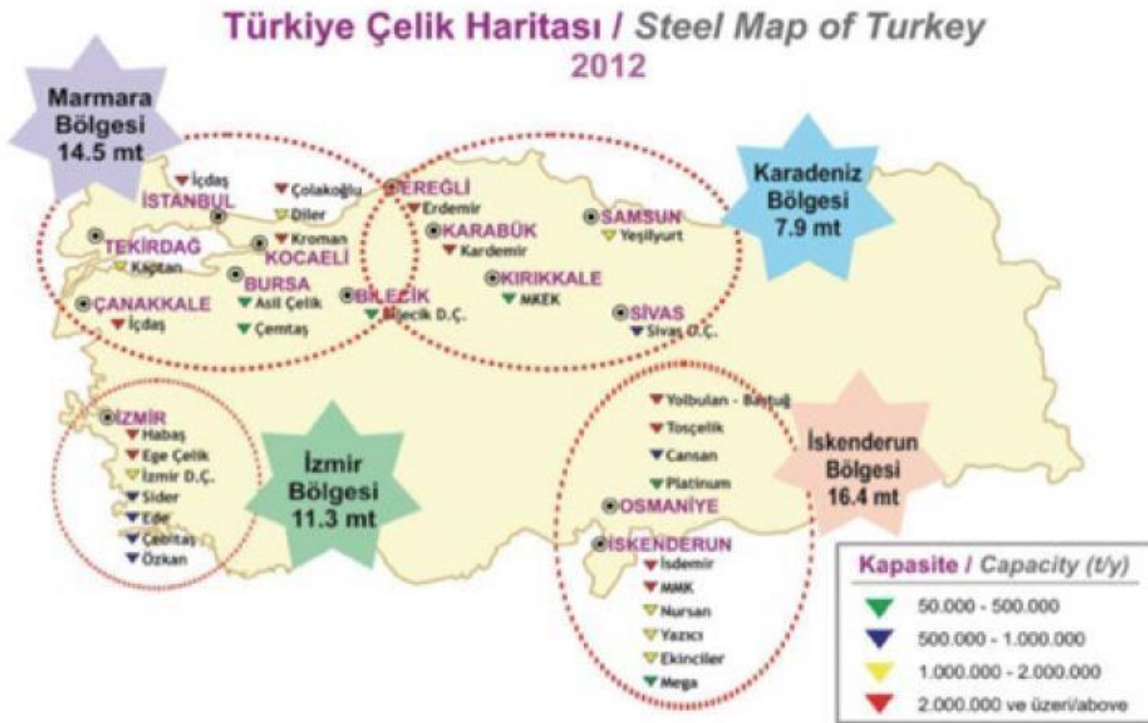 Türkiye Çelik Haritası / Steel Map of Turkey
2012
Marmara
Bölgesi
14.5 mt
Karadeniz
Bölgesi
7.9 mt
İçdaş
İSTANBUL
Çolakoğlu
Diler
Kroman
TEKİRDAĞ
Kaptan
KOCAELİ
BURSA
Asil Çelik
Çemtaş
ÇANAKKALE
İçdaş
BİLECİK
Bilecik D.Ç.
EREĞLİ
Erdemir
KARABÜK
Kardemir
SAMSUN
Yeşilyurt
KIRIKKALE
MKEK
SİVAS
Sivas D.Ç.
İZMİR
Habaş
Ege Çelik
İzmir D.Ç.
Sider
Ede
Çebitaş
Özkan
İzmir
Bölgesi
11.3 mt
Yolbulan - Baştuğ
Tosçelik
Cansan
Platinum
OSMANİYE
İSKENDERUN
İsdemir
MMK
Nursan
Yazıcı
Ekinciler
Mega
İskenderun
Bölgesi
16.4 mt
Kapasite / Capacity (t/y)
50.000 - 500.000
500.000 - 1.000.000
1.000.000 - 2.000.000
2.000.000 ve üzeri/above